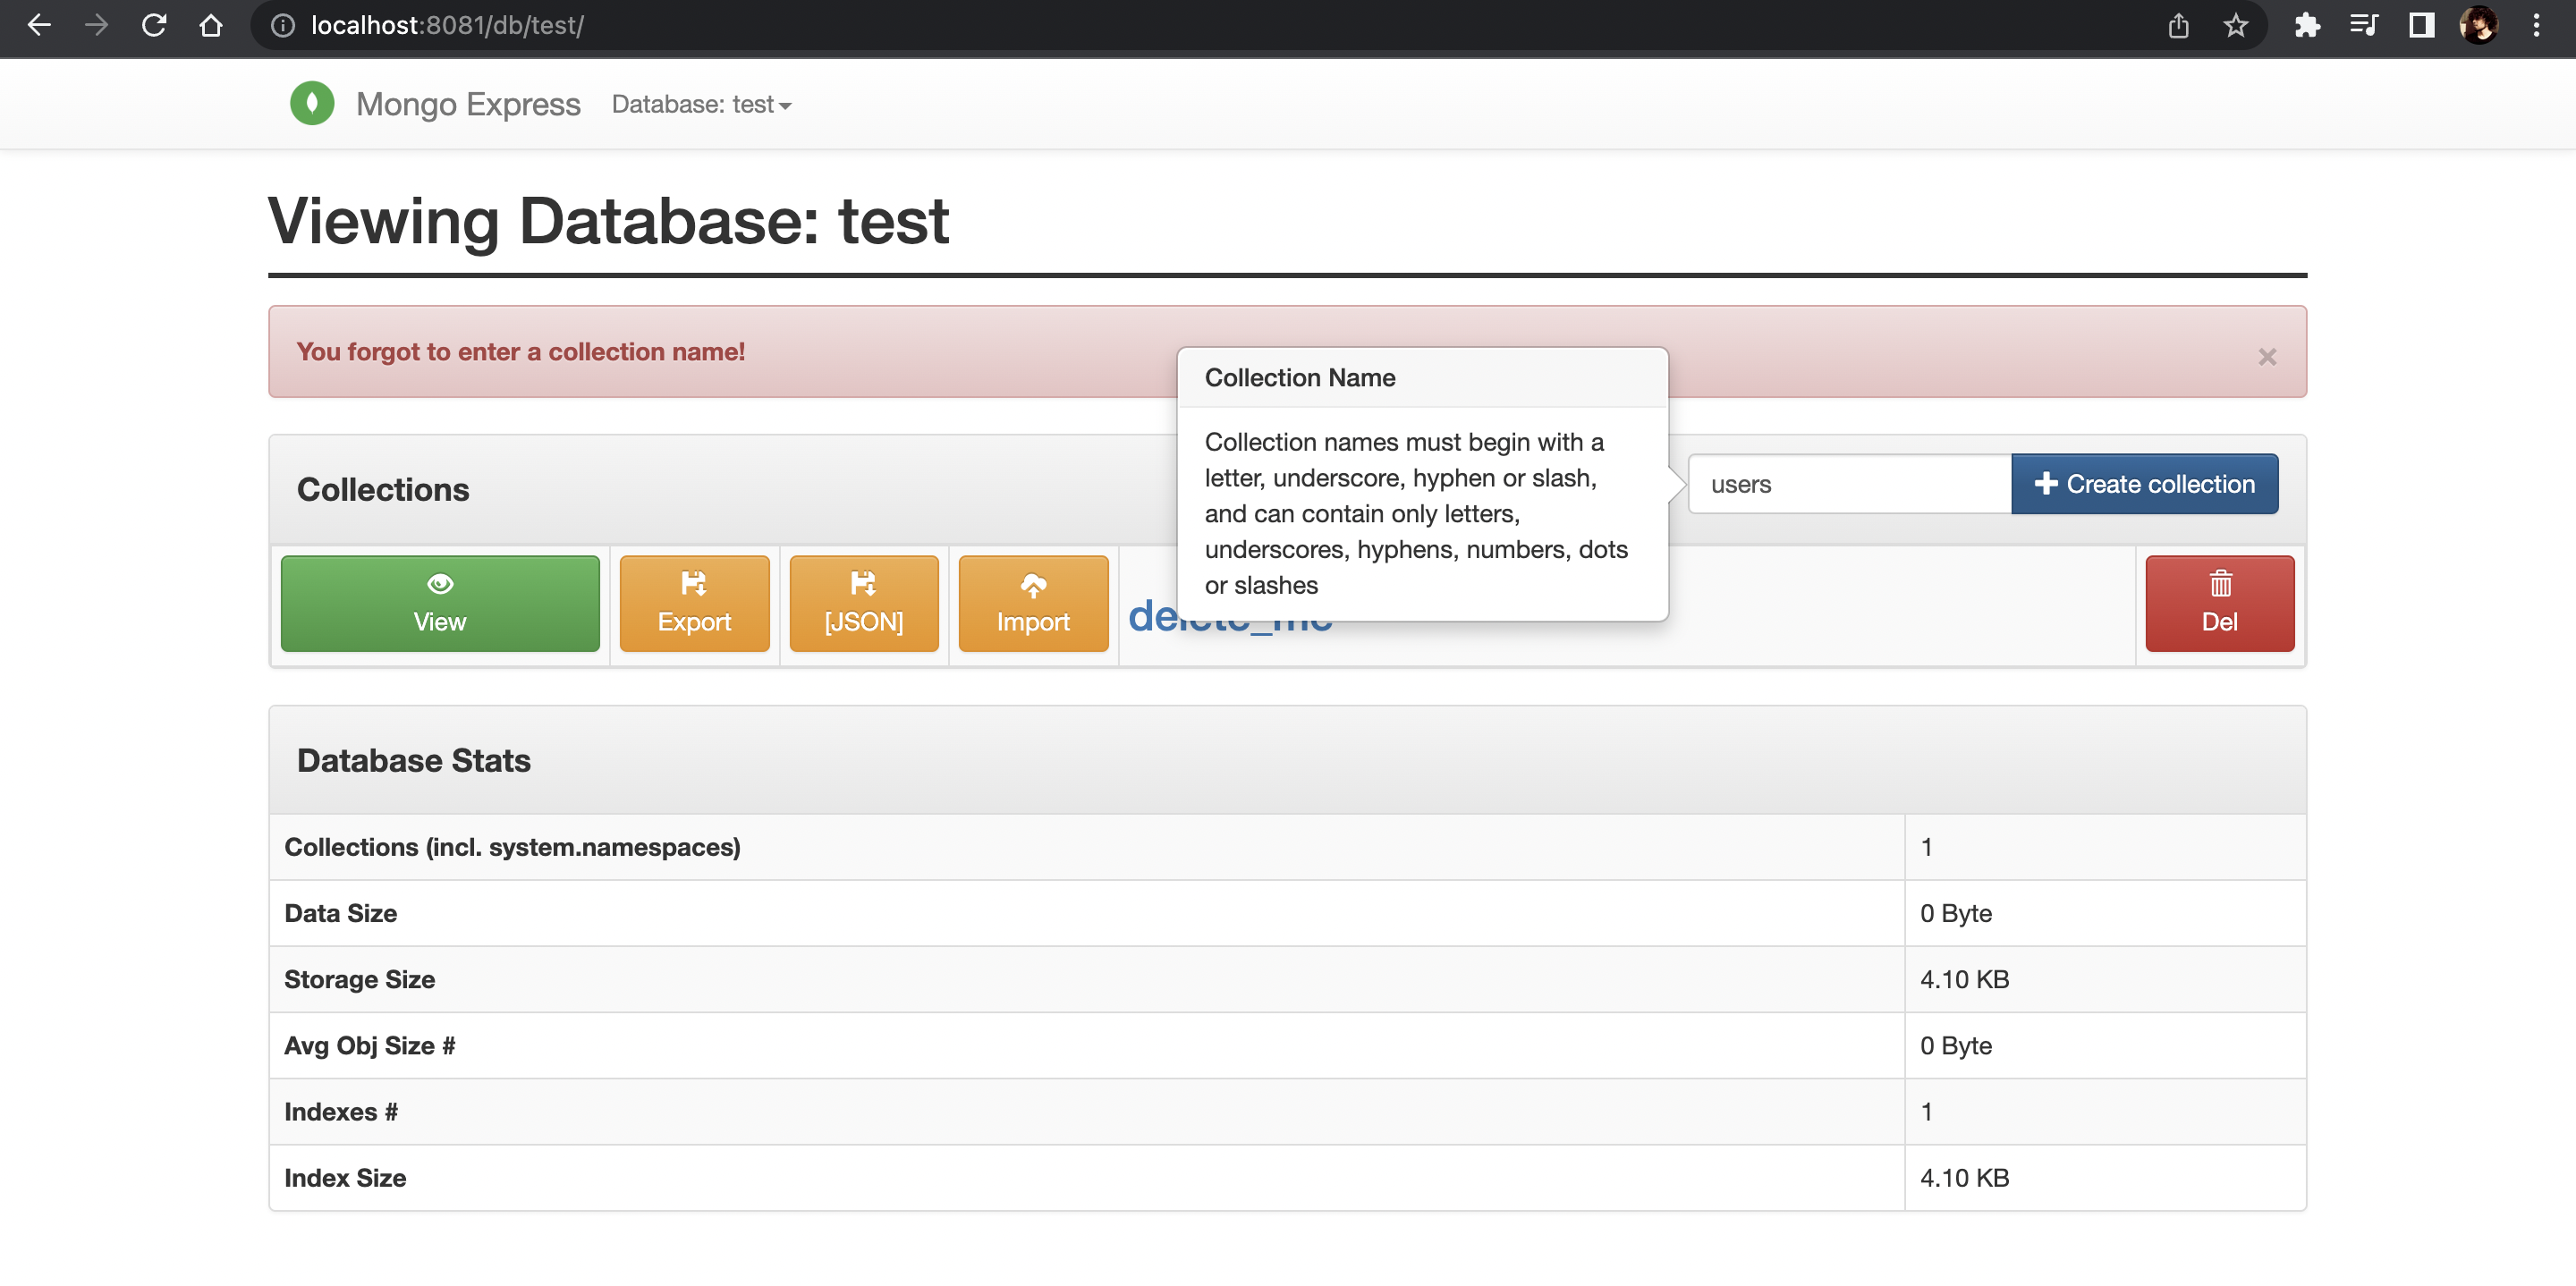 localhost:8081/db/test/
Mongo Express Database: test
Viewing Database: test
You forgot to enter a collection name!
×
Collection Name
Collection names must begin with a
letter, underscore, hyphen or slash,
and can contain only letters,
underscores, hyphens, numbers, dots
or slashes
Collections
users
Create collection
View
Export
[JSON]
Import
delete_me
Del
Database Stats
Collections (incl. system.namespaces) 1
Data Size 0 Byte
Storage Size 4.10 KB
Avg Obj Size # 0 Byte
Indexes # 1
Index Size 4.10 KB